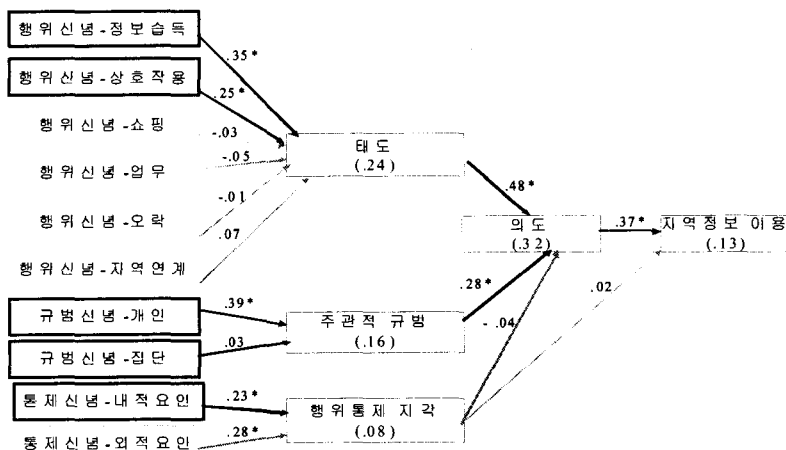 행위신념-정보습득
.35*
행위신념-상호작용
.25*
행위신념-쇼핑
-.03
태도
(.24)
-.05
행위신념-업무
.48*
-.01
행위신념-오락
의도
(.32)
.37*
지역정보 이용
(.13)
.07
행위신념-지역연계
.28*
.02
.39*
규범신념-개인
주관적 규범
(.16)
-.04
규범신념-집단
.03
통제신념-내적요인
.23*
행위통제 지각
(.08)
통제신념-외적요인
.28*